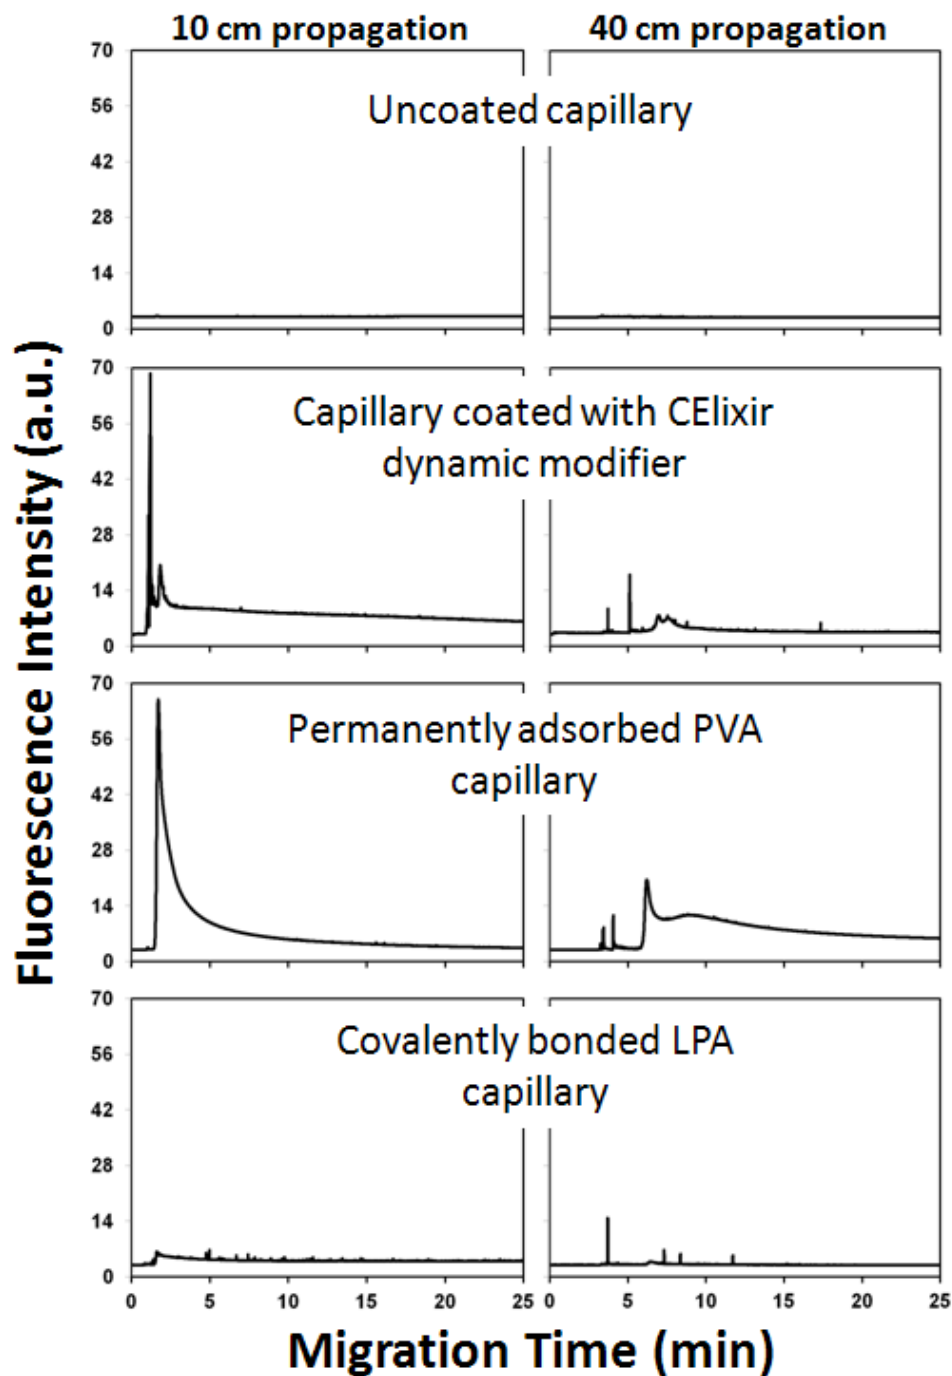 10 cm propagation 40 cm propagation
70
56
42
28
14
0
Uncoated capillary
70
56
42
28
14
0
Capillary coated with CElixir
dynamic modifier
70
56
42
28
14
0
Permanently adsorbed PVA
capillary
70
56
42
28
14
0
Covalently bonded LPA
capillary
0 5 10 15 20 25 0 5 10 15 20 25
Fluorescence Intensity (a.u.)
Migration Time (min)